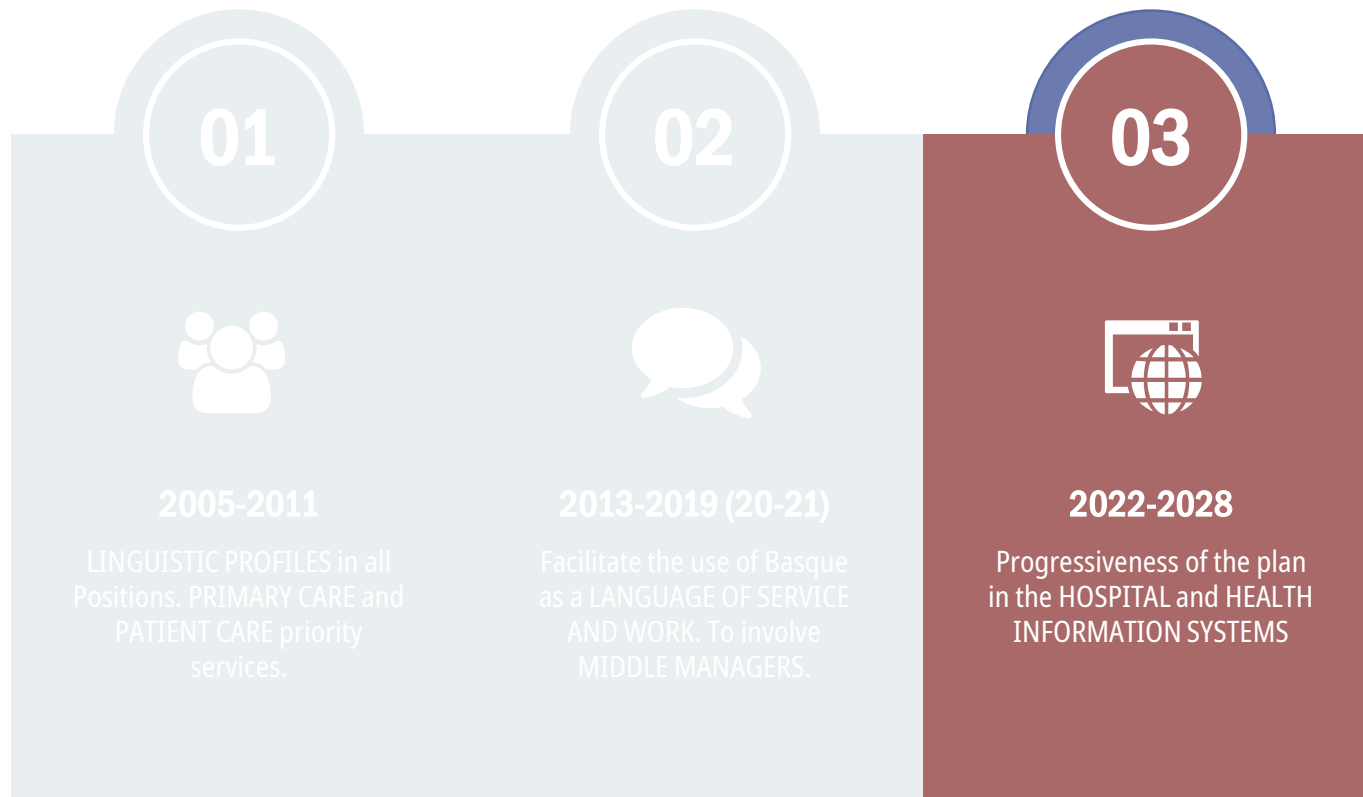 01
2005-2011
LINGUISTIC PROFILES in all
Positions. PRIMARY CARE and
PATIENT CARE priority
services.
02
2013-2019 (20-21)
Facilitate the use of Basque
as a LANGUAGE OF SERVICE
AND WORK. To involve
MIDDLE MANAGERS.
03
2022-2028
Progressiveness of the plan
in the HOSPITAL and HEALTH
INFORMATION SYSTEMS